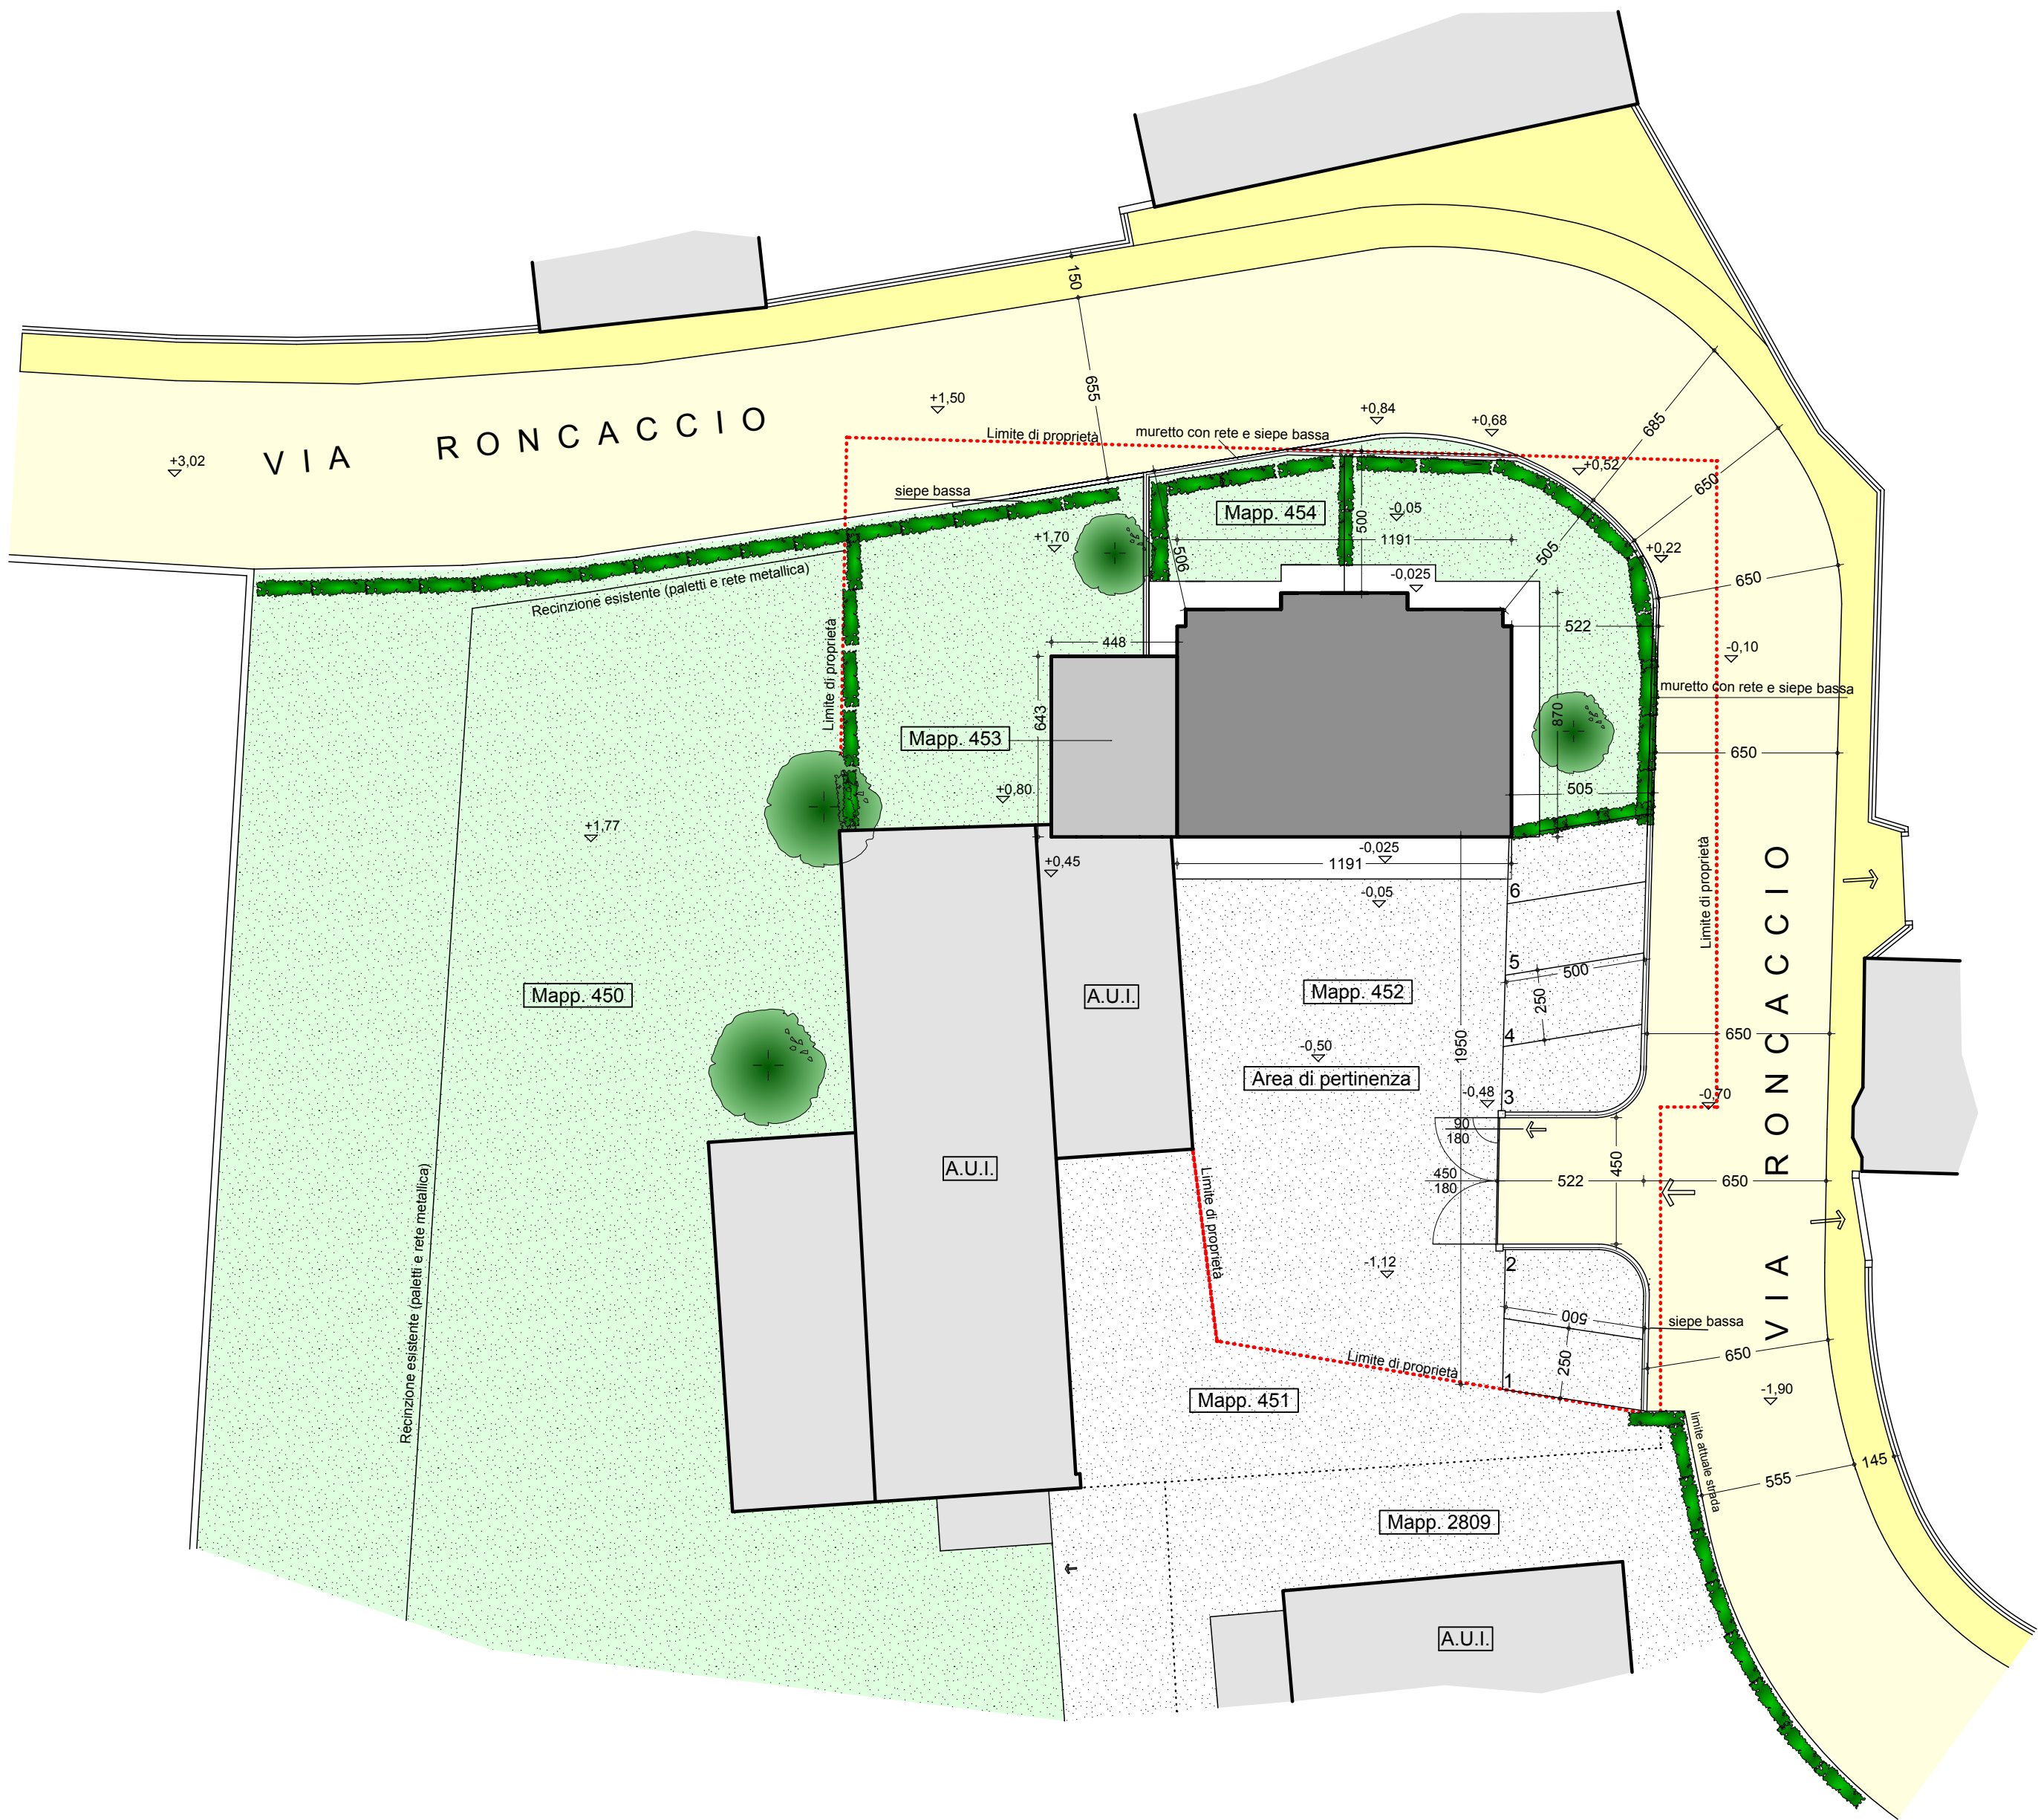 150
655
+1,50
+0,84
+0,68
685
VIA RONCACCIO
Limite di proprietà
muretto con rete e siepe bassa
+3,02
+0,52
650
siepe bassa
Mapp. 454
-0,05
500
+1,70
1191
506
505
+0,22
-0,025
650
Recinzione esistente (paletti e rete metallica)
Limite di proprietà
448
522
-0,10
muretto con rete e siepe bassa
643
870
Mapp. 453
650
+0,80
505
+1,77
+0,45
-0,025
1191
-0,05
Limite di proprietà
6
5
500
250
Mapp. 450
A.U.I.
Mapp. 452
4
650
-0,50
1950
Area di pertinenza
-0,48
3
-0,70
90
180
450
A.U.I.
450
180
522
650
Limite di proprietà
VIA RONCACCIO
-1,12
2
500
siepe bassa
650
Limite di proprietà
250
1
-1,90
Mapp. 451
Recinzione esistente (paletti e rete metallica)
limite attuale strada
145
555
Mapp. 2809
A.U.I.